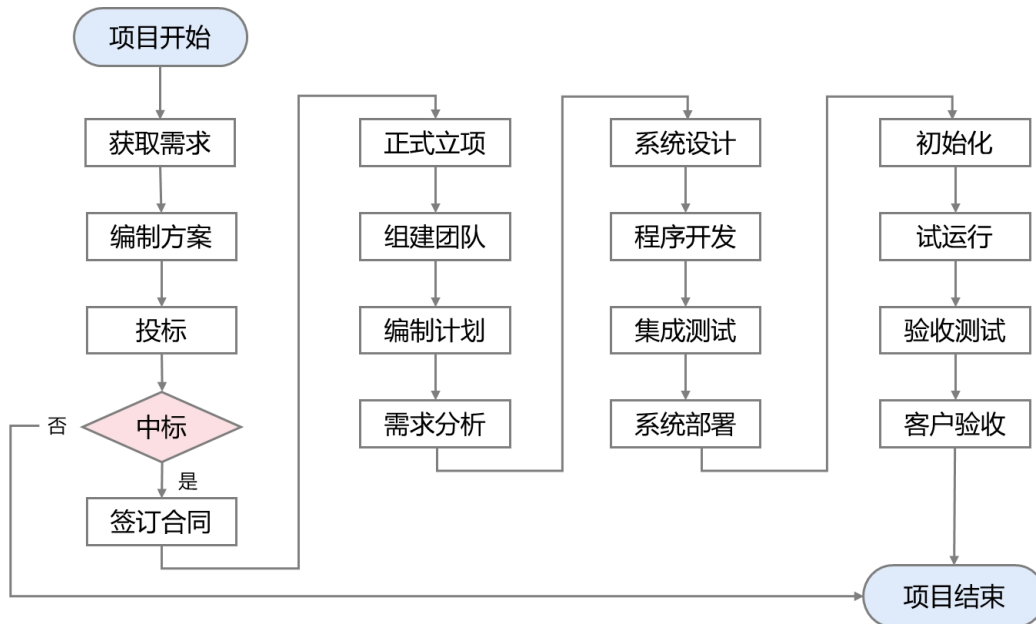 项目开始
获取需求
编制方案
投标
中标
否
是
签订合同
正式立项
组建团队
编制计划
需求分析
系统设计
程序开发
集成测试
系统部署
初始化
试运行
验收测试
客户验收
项目结束